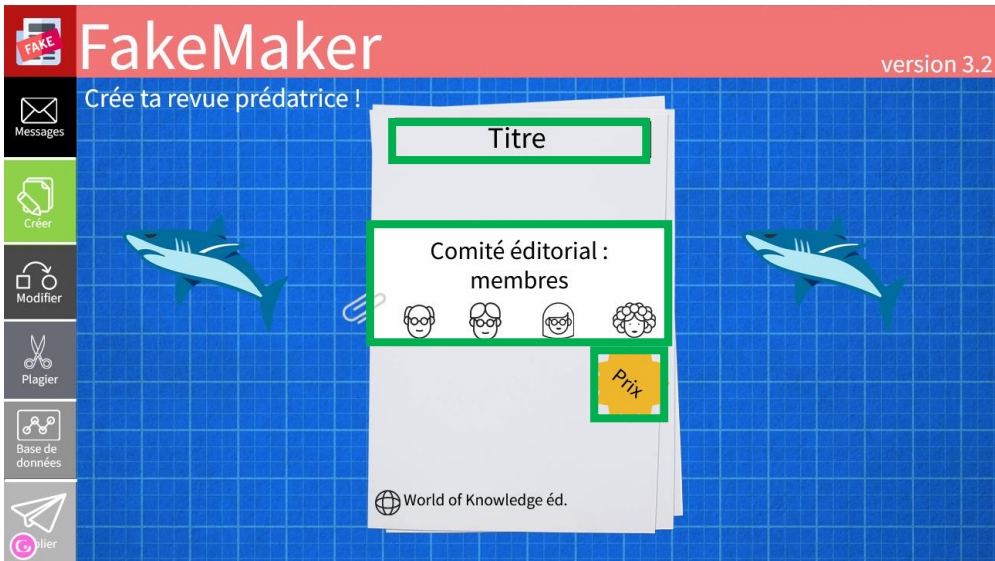 FAKE
FakeMaker
version 3.2
Crée ta revue prédatrice !
Messages
Créer
Modifier
Plagier
Base de
données
Titre
Comité éditorial :
membres
Prix
World of Knowledge éd.